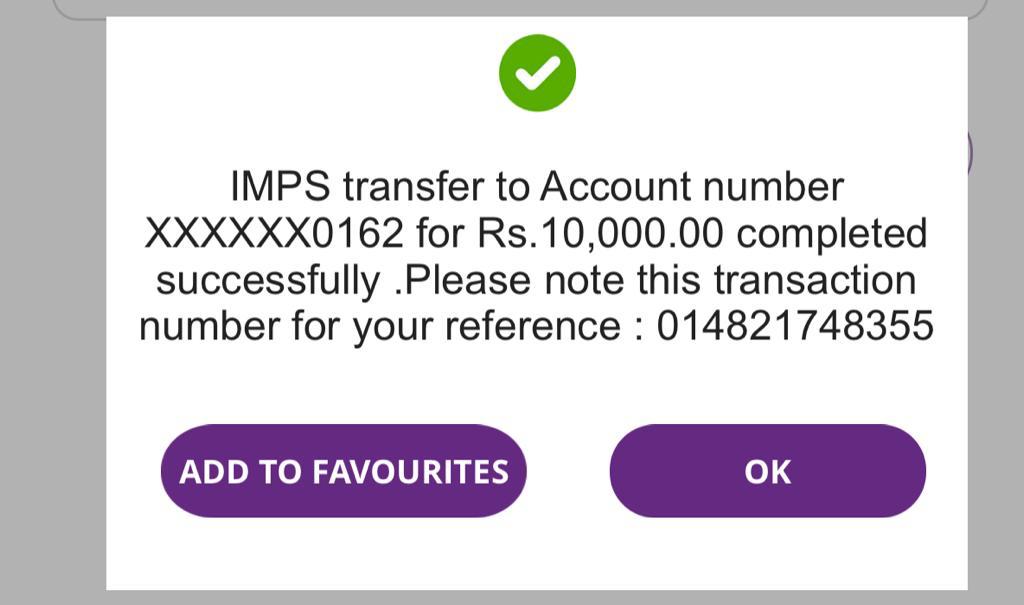 IMPS transfer to Account number
XXXXXX0162 for Rs.10,000.00 completed
successfully .Please note this transaction
number for your reference : 014821748355
ADD TO FAVOURITES
OK